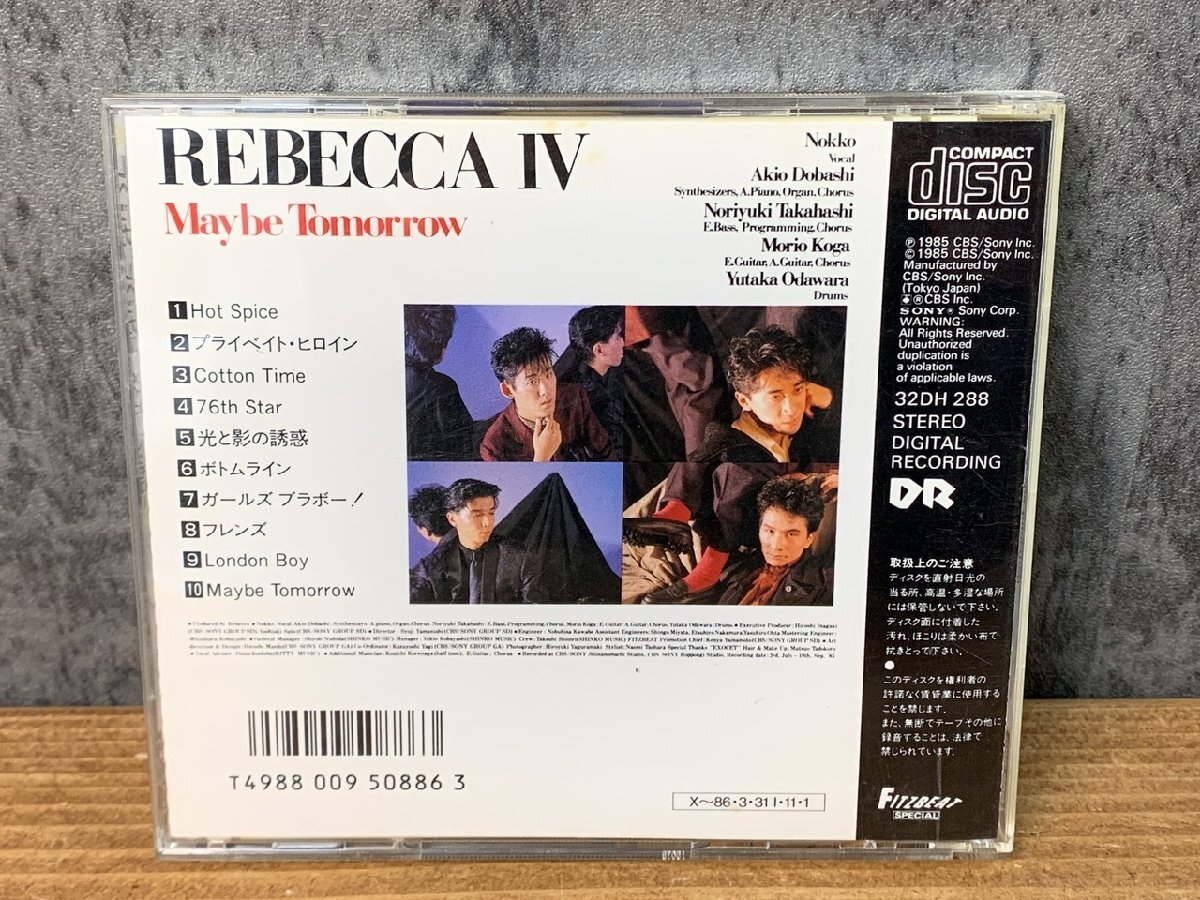 REBECCA IV
Maybe Tomorrow
Nokko
Vocal
Akio Dobashi
Synthesizers, A.Piano, Organ, Chorus
Noriyuki Takahashi
E.Bass, Programming, Chorus
Morio Koga
E.Guitar, A.Guitar, Chorus
Yutaka Odawara
Drums
1 Hot Spice
2 プライベイト・ヒロイン
3 Cotton Time
4 76th Star
5 光と影の誘惑
6 ボトムライン
7 ガールズ ブラボー!
8 フレンズ
9 London Boy
10 Maybe Tomorrow
T4988 009 50886 3
X〜86・3・31 I・11・1
COMPACT
disc
DIGITAL AUDIO
Ⓟ 1985 CBS/Sony Inc.
© 1985 CBS/Sony Inc.
Manufactured by
CBS/Sony Inc.
(Tokyo Japan)
®CBS Inc.
SONY® Sony Corp.
WARNING:
All Rights Reserved.
Unauthorized
duplication is
a violation
of applicable laws.
32DH 288
STEREO
DIGITAL
RECORDING
DR
取扱上のご注意
ディスクを直射日光の
当る所、高温・多湿な場所
には保管しないで下さい。
ディスク面に付着した
汚れ、ほこりは柔かい布で
拭きとって下さい。
●
このディスクを権利者の
許諾なく賃貸業に使用する
ことを禁じます。
また、無断でテープその他に
録音することは、法律で
禁じられています。
FITZBEAT
SPECIAL